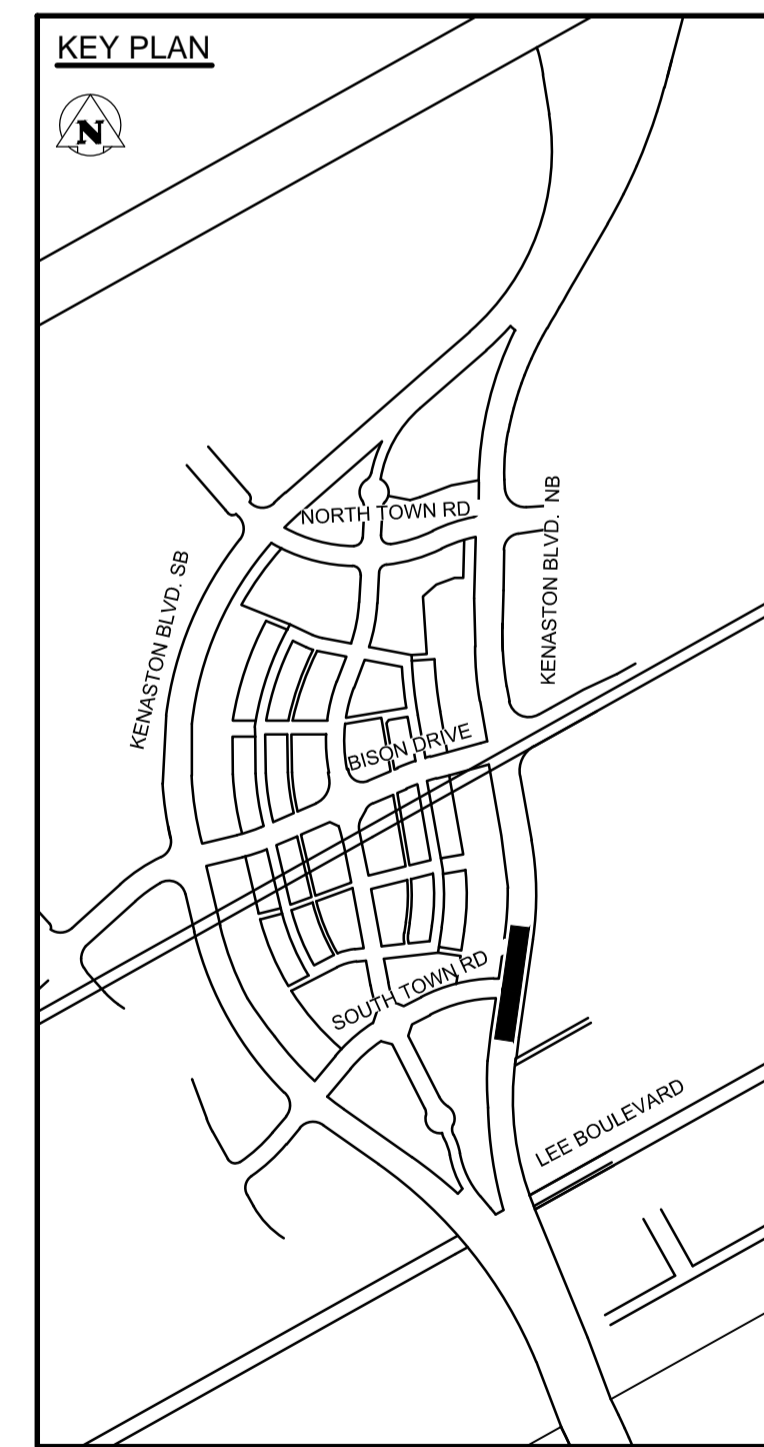 KEY PLAN
N
NORTH TOWN RD
KENASTON BLVD. NB
KENASTON BLVD. SB
BISON DRIVE
SOUTH TOWN RD
LEE BOULEVARD